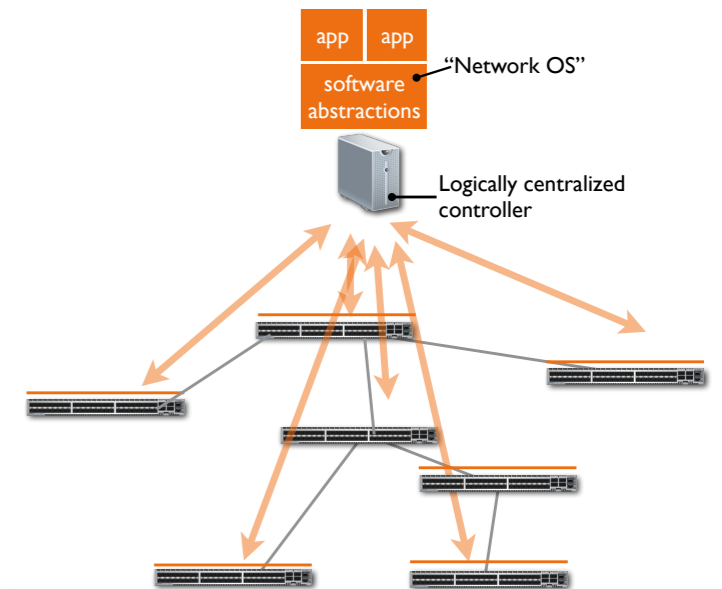 app app
“Network OS”
software
abstractions
Logically centralized
controller